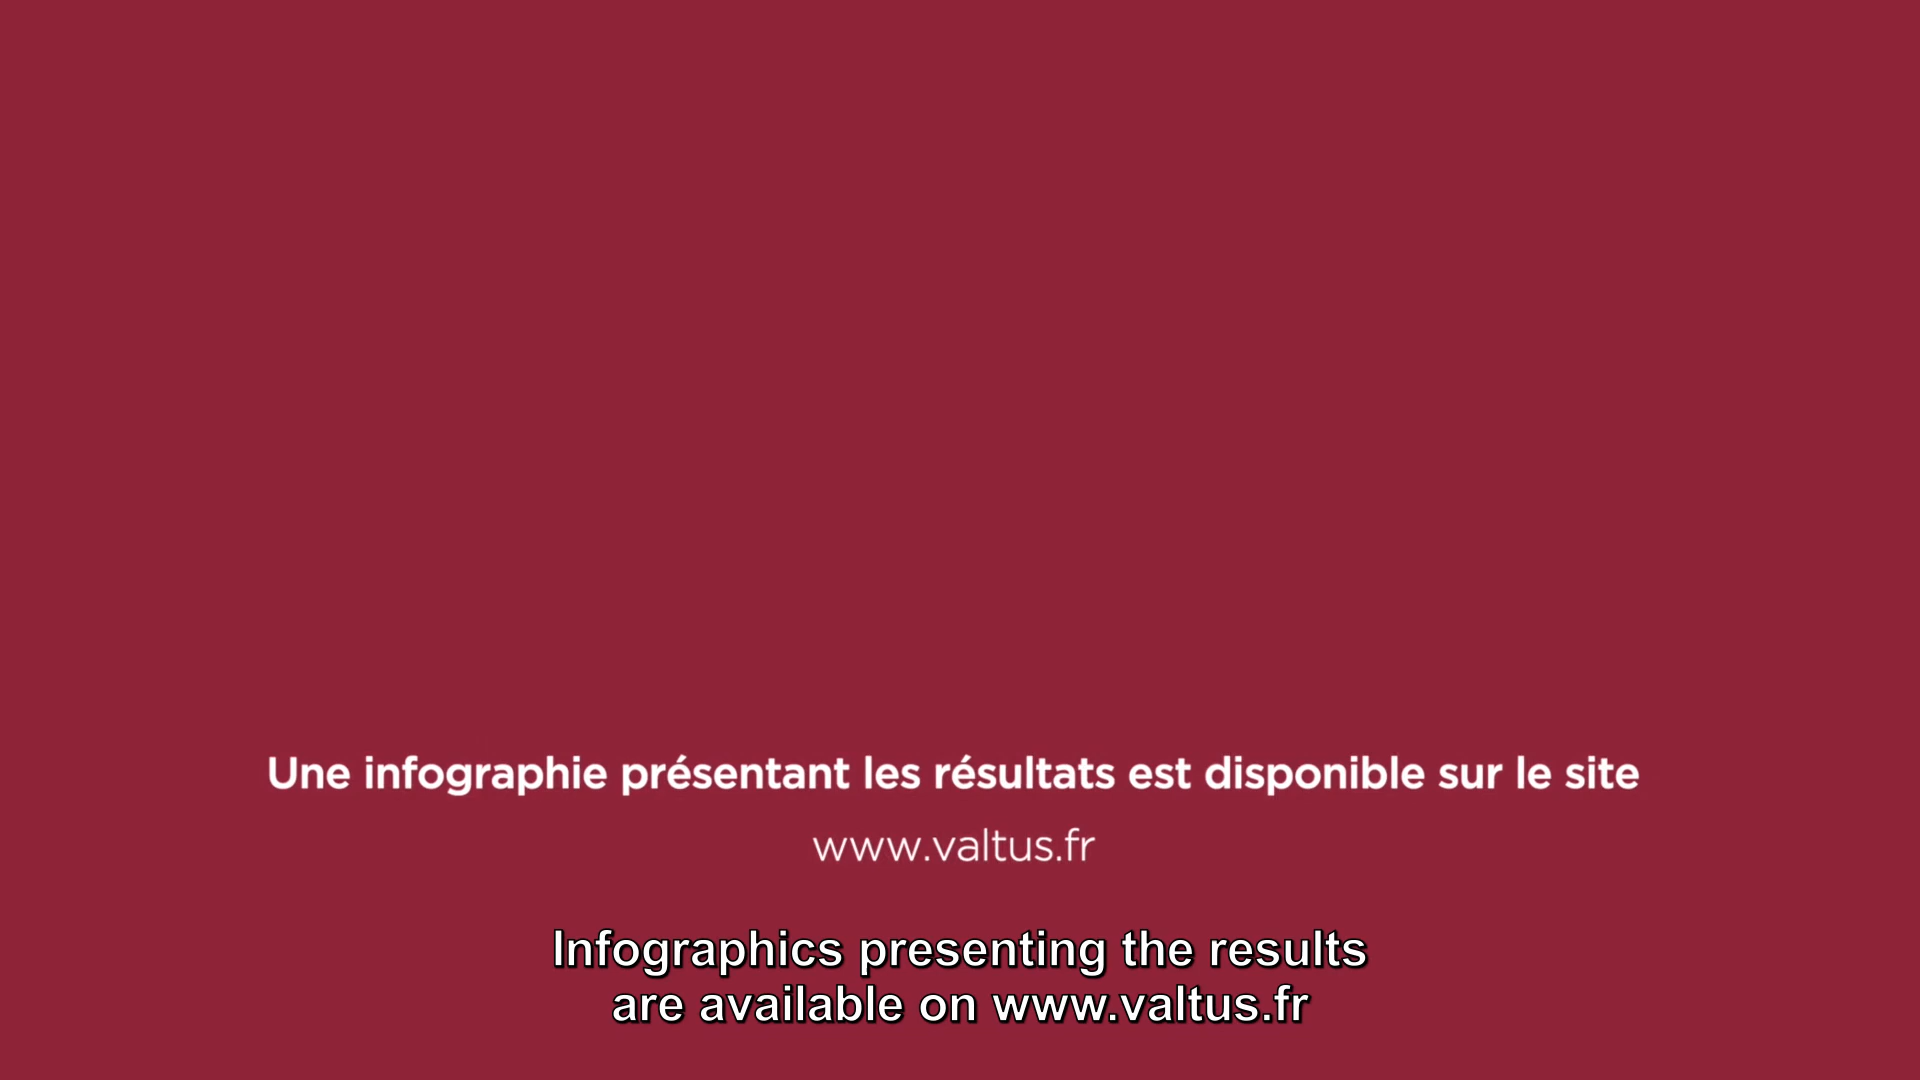 Une infographie présentant les résultats est disponible sur le site
www.valtus.fr
Infographics presenting the results
are available on www.valtus.fr